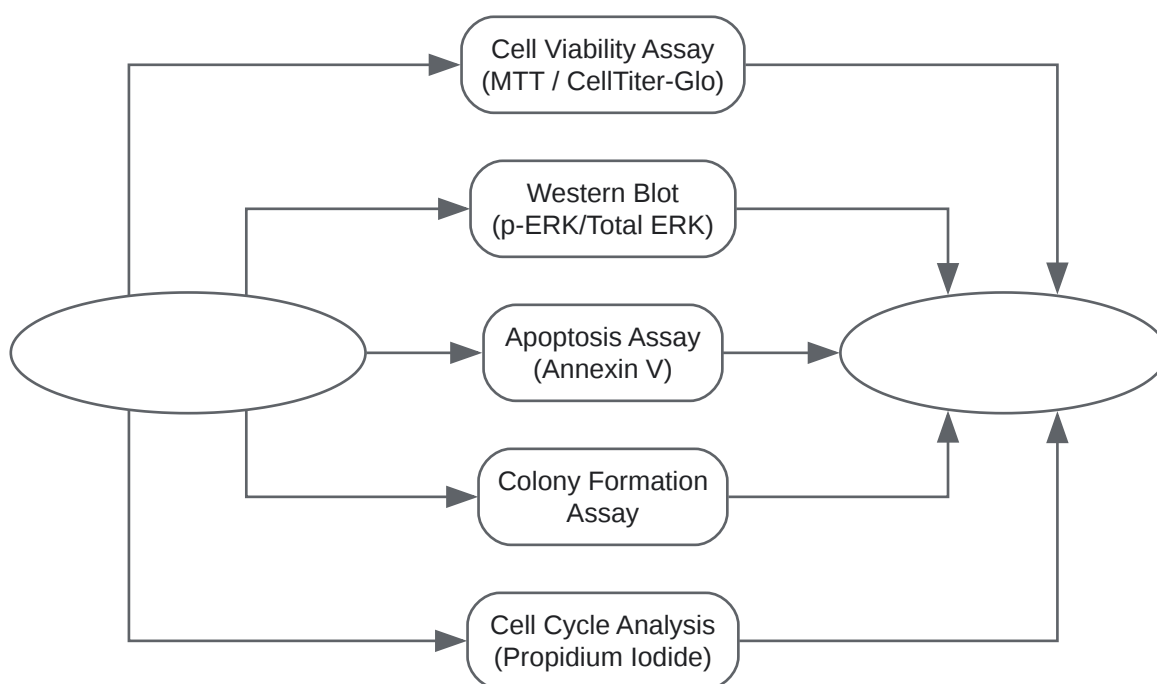 Cell Viability Assay
(MTT / CellTiter-Glo)
Western Blot
(p-ERK/Total ERK)
Apoptosis Assay
(Annexin V)
Colony Formation
Assay
Cell Cycle Analysis
(Propidium Iodide)